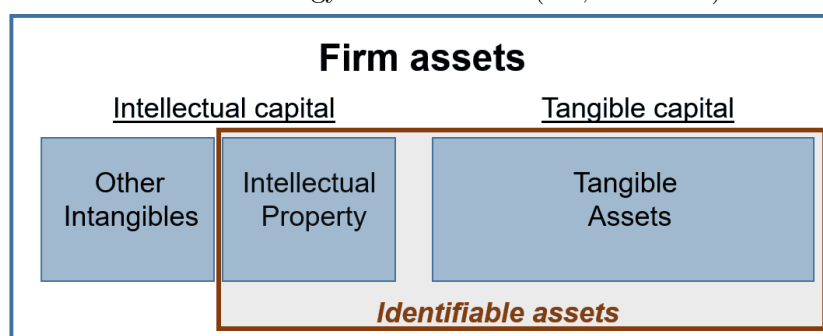 Firm assets
Intellectual capital Tangible capital
Other Intangibles
Intellectual Property
Tangible Assets
Identifiable assets